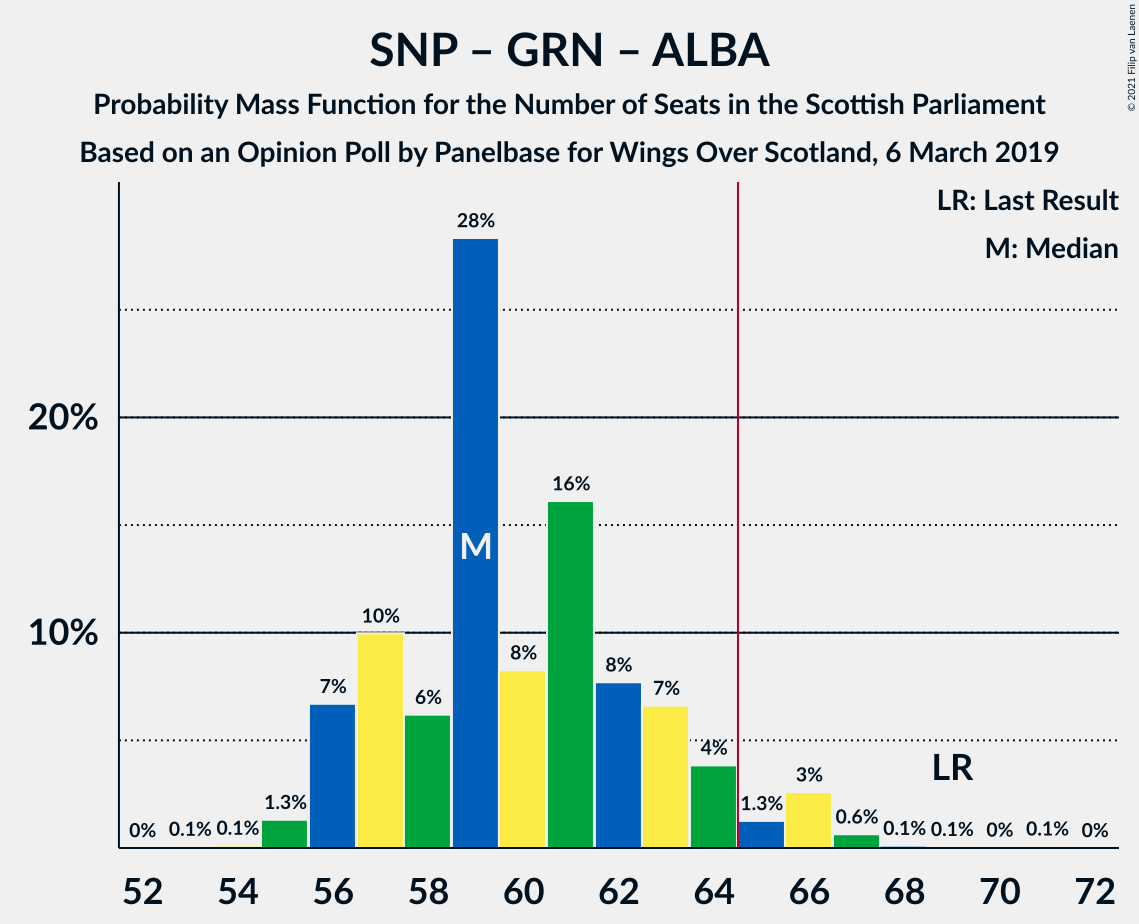 SNP – GRN – ALBA
Probability Mass Function for the Number of Seats in the Scottish Parliament
Based on an Opinion Poll by Panelbase for Wings Over Scotland, 6 March 2019
© 2021 Filip van Laenen
LR: Last Result
M: Median
28%
20%
16%
M
10%
10%
8%
8%
7%
7%
6%
4%
LR
3%
1.3%
1.3%
0.6%
0% 0.1% 0.1%
0.1% 0.1% 0% 0.1% 0%
52 54 56 58 60 62 64 66 68 70 72